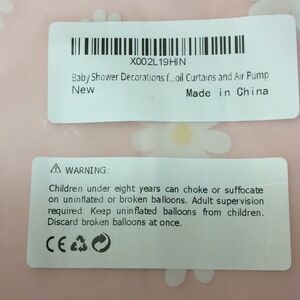 X002L19HIN
Baby Shower Decorations f...oil Curtains and Air Pump
New
Made in China
⚠ WARNING:
Children under eight years can choke or suffocate
on uninflated or broken balloons. Adult supervision
required. Keep uninflated balloons from children.
Discard broken balloons at once.
CE